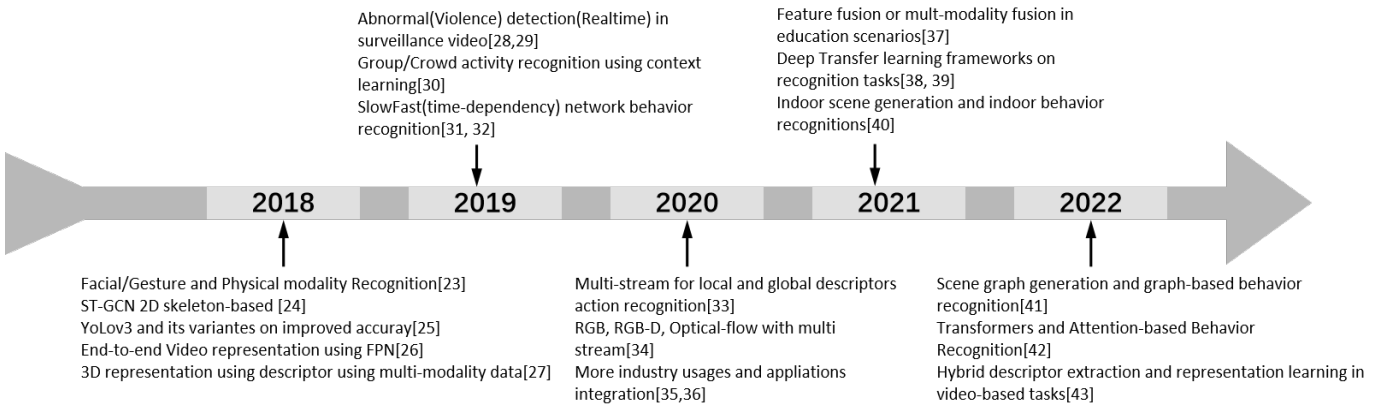 Abnormal(Violence) detection(Realtime) in
surveillance video[28,29]
Group/Crowd activity recognition using context
learning[30]
SlowFast(time-dependency) network behavior
recognition[31, 32]
Feature fusion or mult-modality fusion in
education scenarios[37]
Deep Transfer learning frameworks on
recognition tasks[38, 39]
Indoor scene generation and indoor behavior
recognitions[40]
2018
2019
2020
2021
2022
Facial/Gesture and Physical modality Recognition[23]
ST-GCN 2D skeleton-based [24]
YoLov3 and its variantes on improved accuray[25]
End-to-end Video representation using FPN[26]
3D representation using descriptor using multi-modality data[27]
Multi-stream for local and global descriptors
action recognition[33]
RGB, RGB-D, Optical-flow with multi
stream[34]
More industry usages and appliations
integration[35,36]
Scene graph generation and graph-based behavior
recognition[41]
Transformers and Attention-based Behavior
Recognition[42]
Hybrid descriptor extraction and representation learning in
video-based tasks[43]